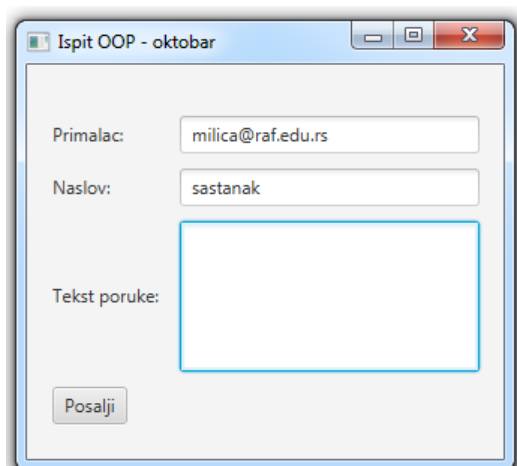 Ispit OOP - oktobar
Primalac: milica@raf.edu.rs
Naslov: sastanak
Tekst poruke:
Posalji